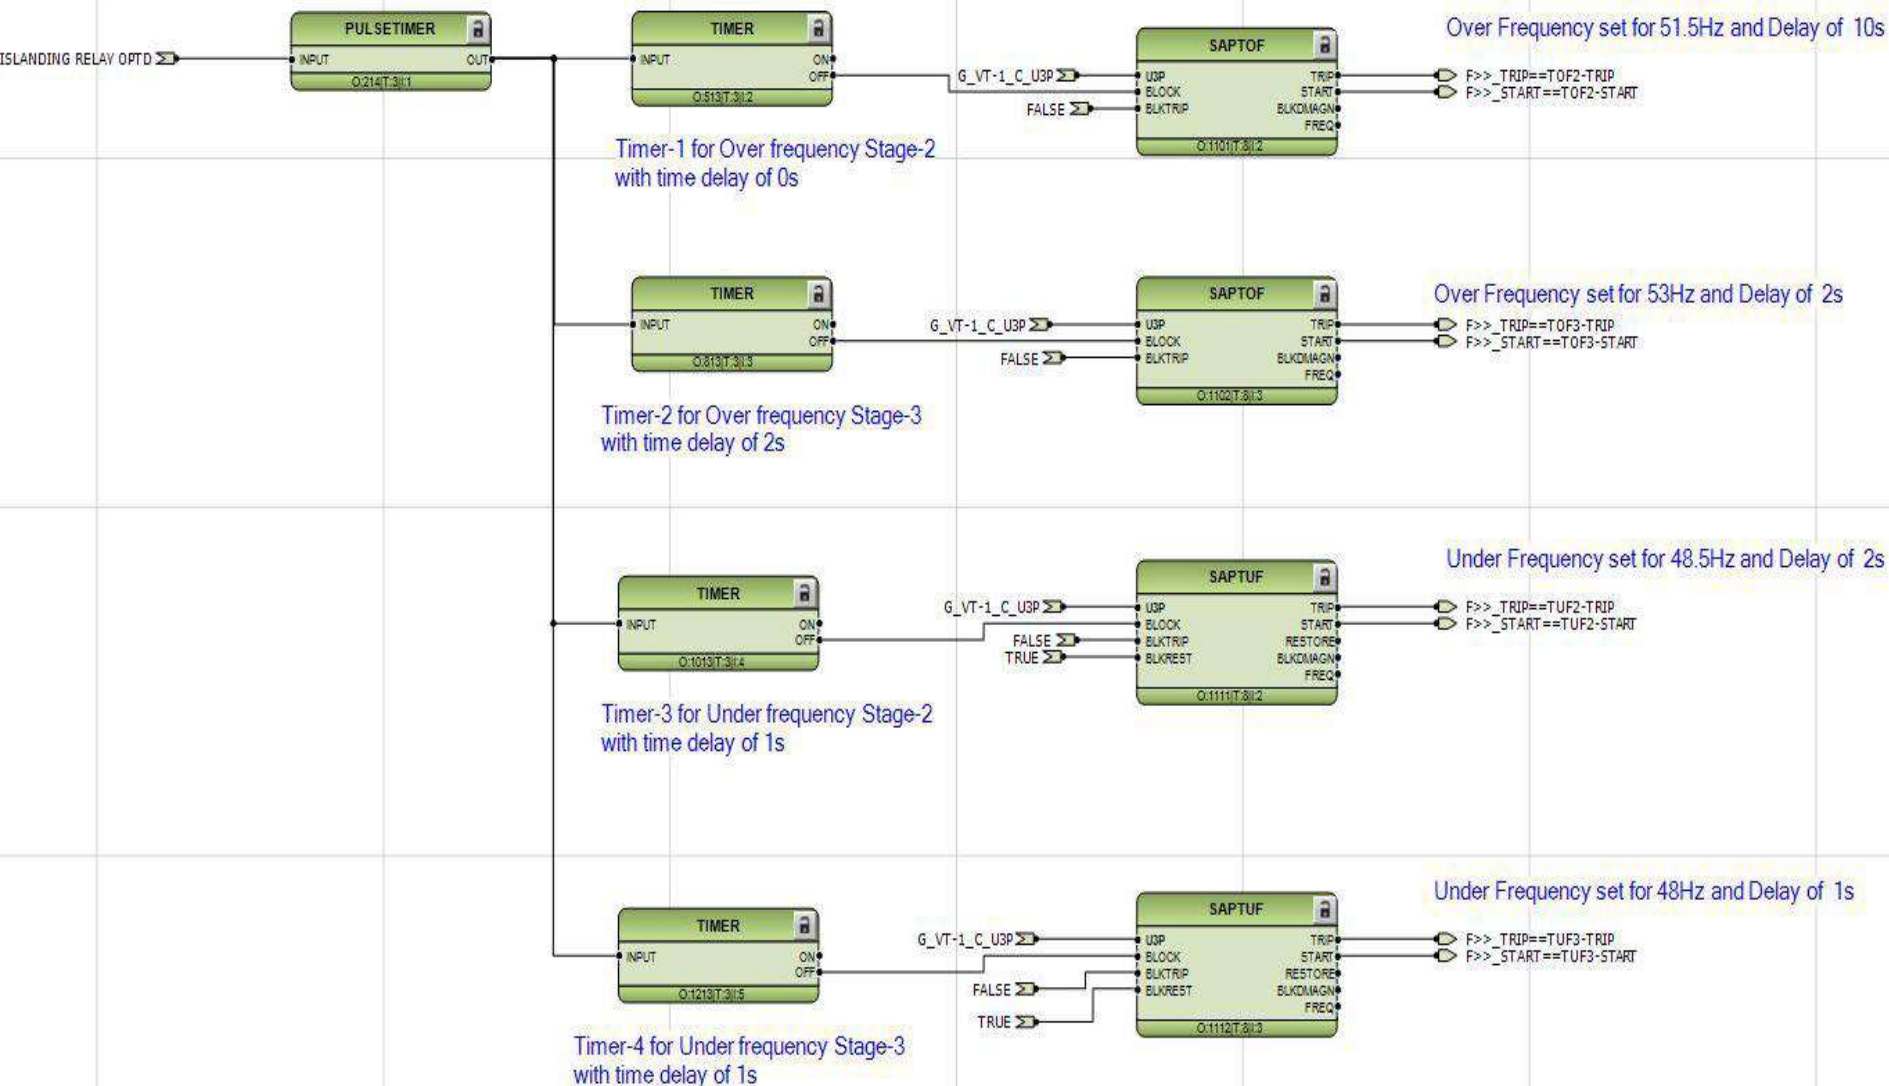 Over Frequency set for 51.5Hz and Delay of 10s
PULSETIMER
TIMER
SAPTOF
ISLANDING RELAY OPTD
INPUT
OUT
INPUT
ON
OFF
G_VT-1_C_U3P
U3P
TRIP
F>>_TRIP==TOF2-TRIP
BLOCK
START
F>>_START==TOF2-START
FALSE
BLKTRIP
BLKDMAGN
FREQ
O:214|T:3|I:1
O:513|T:3|I:2
O:1101|T:8|I:2
Timer-1 for Over frequency Stage-2
with time delay of 0s
TIMER
SAPTOF
Over Frequency set for 53Hz and Delay of 2s
INPUT
ON
OFF
G_VT-1_C_U3P
U3P
TRIP
F>>_TRIP==TOF3-TRIP
BLOCK
START
F>>_START==TOF3-START
FALSE
BLKTRIP
BLKDMAGN
FREQ
O:813|T:3|I:3
O:1102|T:8|I:3
Timer-2 for Over frequency Stage-3
with time delay of 2s
Under Frequency set for 48.5Hz and Delay of 2s
TIMER
SAPTUF
INPUT
ON
OFF
G_VT-1_C_U3P
U3P
TRIP
F>>_TRIP==TUF2-TRIP
BLOCK
START
F>>_START==TUF2-START
FALSE
BLKTRIP
RESTORE
TRUE
BLKREST
BLKDMAGN
FREQ
O:1013|T:3|I:4
O:1111|T:8|I:2
Timer-3 for Under frequency Stage-2
with time delay of 1s
Under Frequency set for 48Hz and Delay of 1s
TIMER
SAPTUF
INPUT
ON
OFF
G_VT-1_C_U3P
U3P
TRIP
F>>_TRIP==TUF3-TRIP
BLOCK
START
F>>_START==TUF3-START
BLKTRIP
RESTORE
FALSE
BLKREST
BLKDMAGN
FREQ
TRUE
O:1213|T:3|I:5
O:1112|T:8|I:3
Timer-4 for Under frequency Stage-3
with time delay of 1s